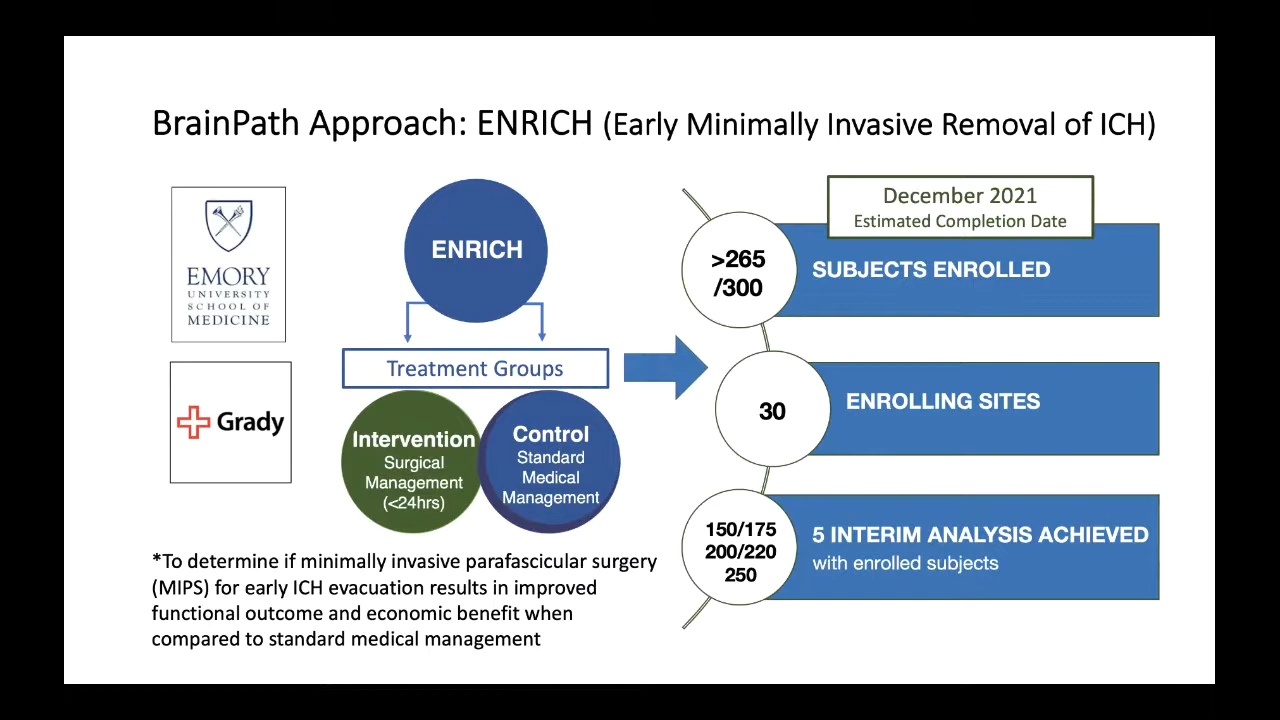 BrainPath Approach: ENRICH (Early Minimally Invasive Removal of ICH)
EMORY
UNIVERSITY
SCHOOL OF
MEDICINE
Grady
ENRICH
Treatment Groups
Intervention
Surgical
Management
(<24hrs)
Control
Standard
Medical
Management
*To determine if minimally invasive parafascicular surgery
(MIPS) for early ICH evacuation results in improved
functional outcome and economic benefit when
compared to standard medical management
December 2021
Estimated Completion Date
>265
/300
SUBJECTS ENROLLED
30
ENROLLING SITES
150/175
200/220
250
5 INTERIM ANALYSIS ACHIEVED
with enrolled subjects